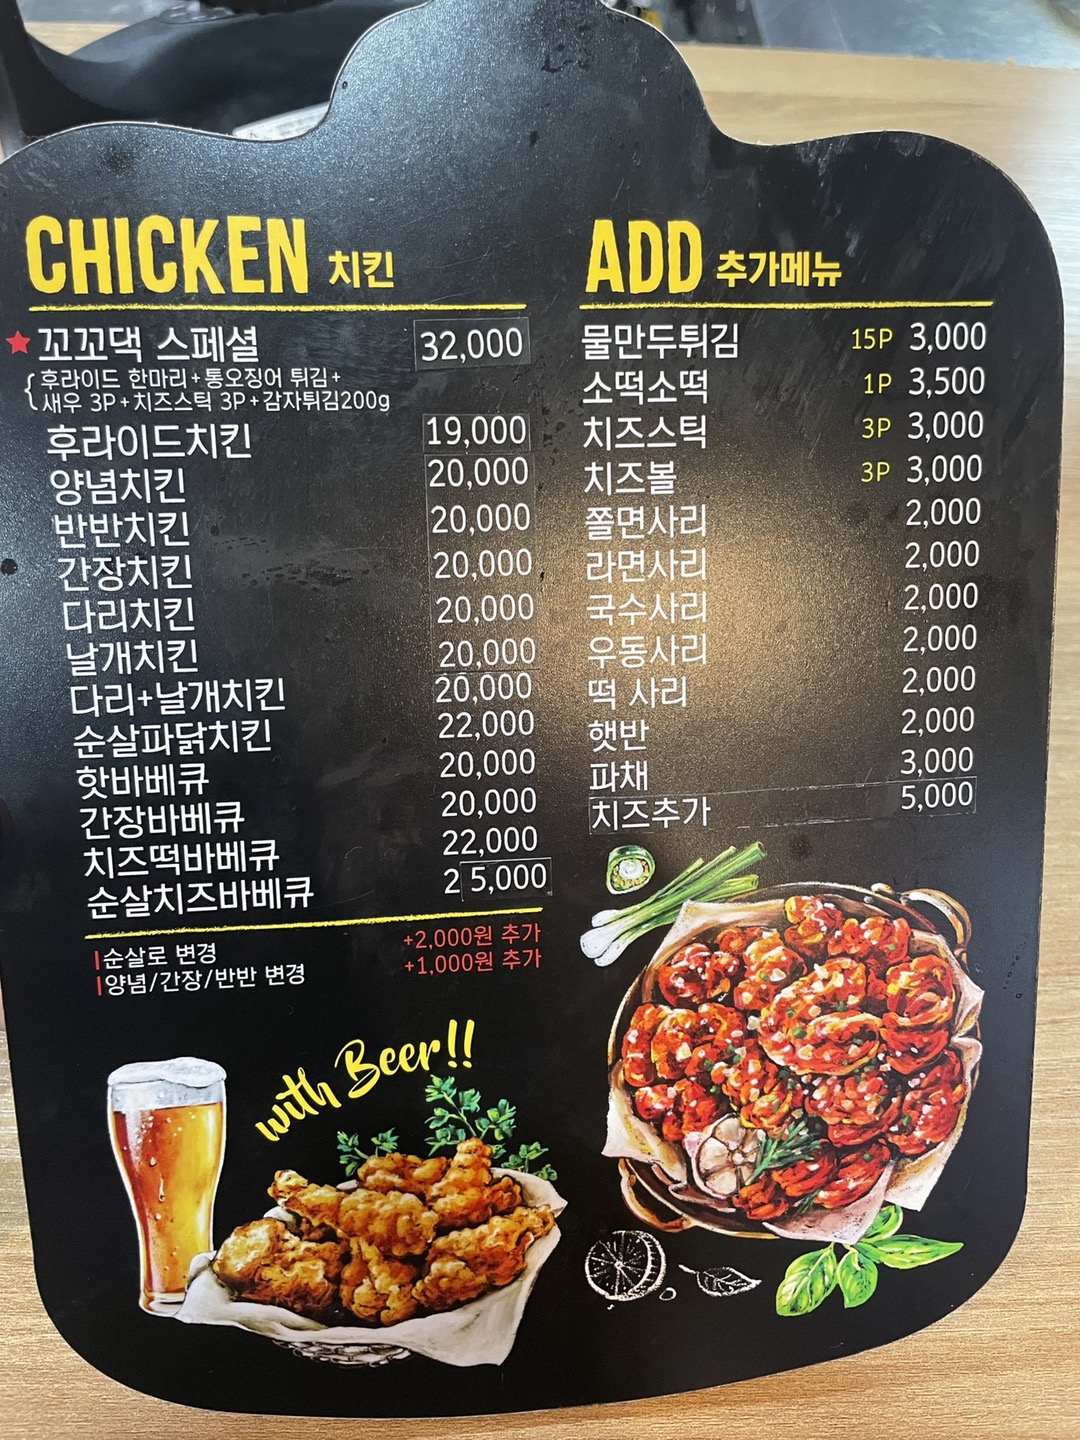 CHICKEN 치킨
★ 꼬꼬댁 스페셜 32,000
{ 후라이드 한마리+통오징어 튀김+
새우 3P+치즈스틱 3P+감자튀김200g
후라이드치킨 19,000
양념치킨 20,000
반반치킨 20,000
간장치킨 20,000
다리치킨 20,000
날개치킨 20,000
다리+날개치킨 20,000
순살파닭치킨 22,000
핫바베큐 20,000
간장바베큐 20,000
치즈떡바베큐 22,000
순살치즈바베큐 25,000
순살로 변경 +2,000원 추가
양념/간장/반반 변경 +1,000원 추가
with Beer!!
ADD 추가메뉴
물만두튀김 15P 3,000
소떡소떡 1P 3,500
치즈스틱 3P 3,000
치즈볼 3P 3,000
쫄면사리 2,000
라면사리 2,000
국수사리 2,000
우동사리 2,000
떡 사리 2,000
햇반 2,000
파채 3,000
치즈추가 5,000